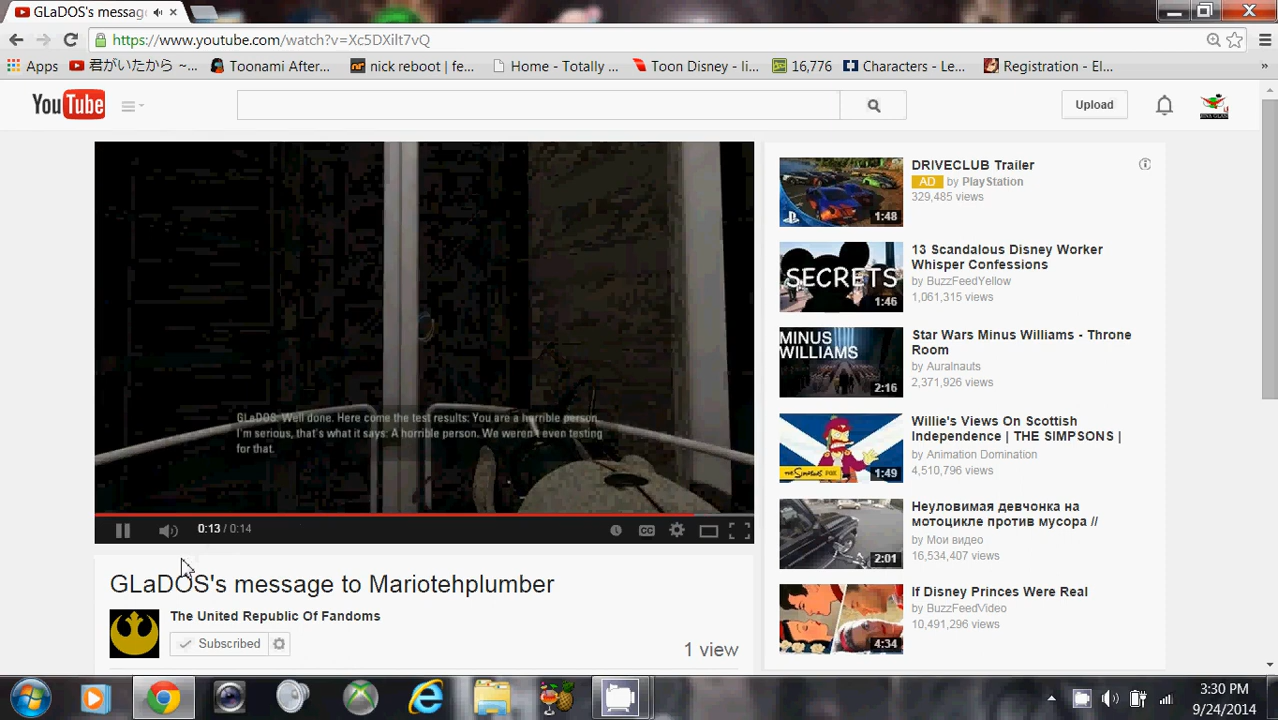 GLaDOS's messag
https://www.youtube.com/watch?v=Xc5DXiIt7vQ
Apps
君がいたから ~...
Toonami After...
nick reboot | fe...
Home - Totally ...
Toon Disney - li...
16,776
Characters - Le...
Registration - El...
»
YouTube
Upload
GLaDOS: Well done. Here come the test results: You are a horrible person.
I'm serious, that's what it says: A horrible person. We weren't even testing
for that.
0:13 / 0:14
CC
GLaDOS's message to Mariotehplumber
The United Republic Of Fandoms
Subscribed
1 view
DRIVECLUB Trailer
AD by PlayStation
329,485 views
1:48
13 Scandalous Disney Worker
Whisper Confessions
by BuzzFeedYellow
1,061,315 views
SECRETS
1:46
Star Wars Minus Williams - Throne
Room
by Auralnauts
2,371,926 views
MINUS
WILLIAMS
2:16
Willie's Views On Scottish
Independence | THE SIMPSONS |
by Animation Domination
4,510,796 views
THE SIMPSONS FOX
1:49
Неуловимая девчонка на
мотоцикле против мусора //
by Мои видео
16,534,407 views
2:01
If Disney Princes Were Real
by BuzzFeedVideo
10,491,296 views
4:34
3:30 PM
9/24/2014